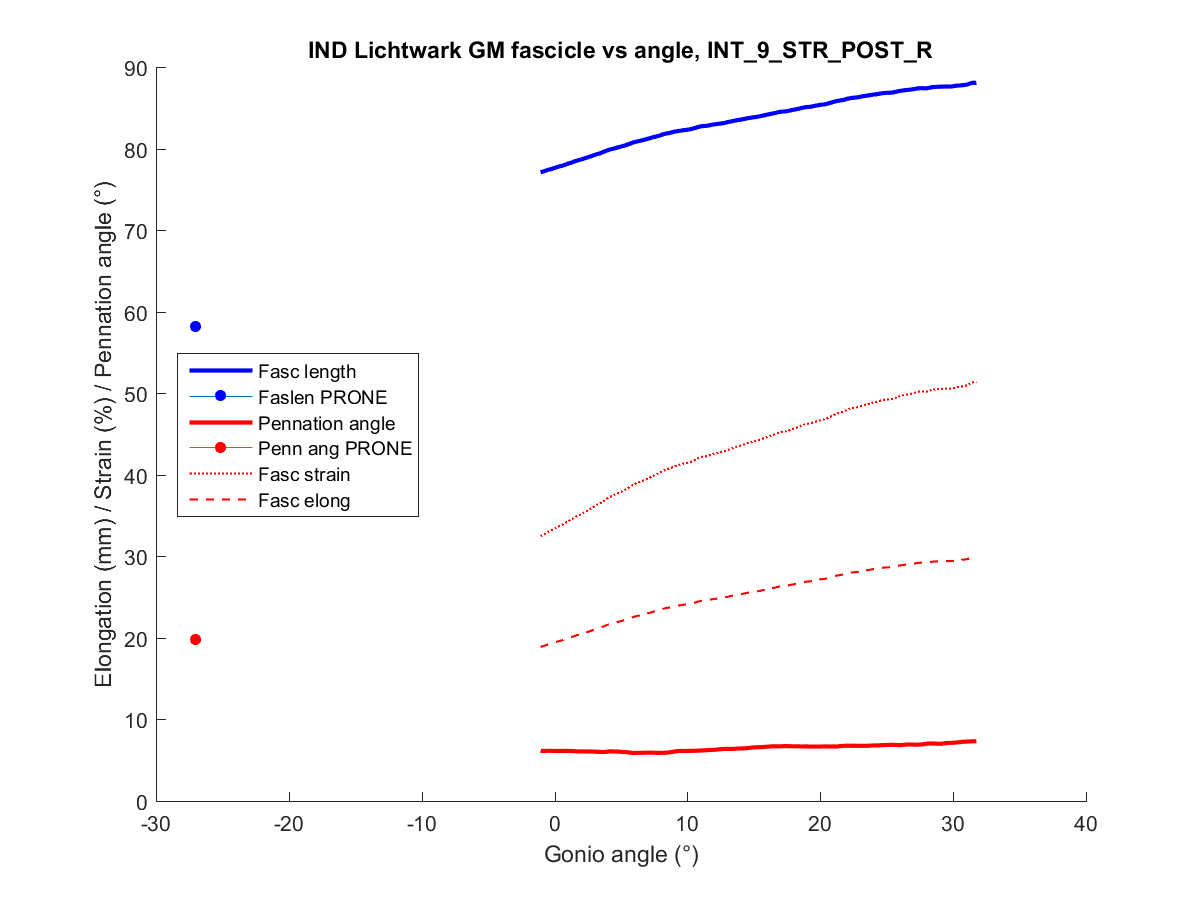 IND Lichtwark GM fascicle vs angle, INT_9_STR_POST_R
Elongation (mm) / Strain (%) / Pennation angle (°)
90
80
70
60
50
40
30
20
10
0
Fasc length
Faslen PRONE
Pennation angle
Penn ang PRONE
Fasc strain
Fasc elong
-30 -20 -10 0 10 20 30 40
Gonio angle (°)